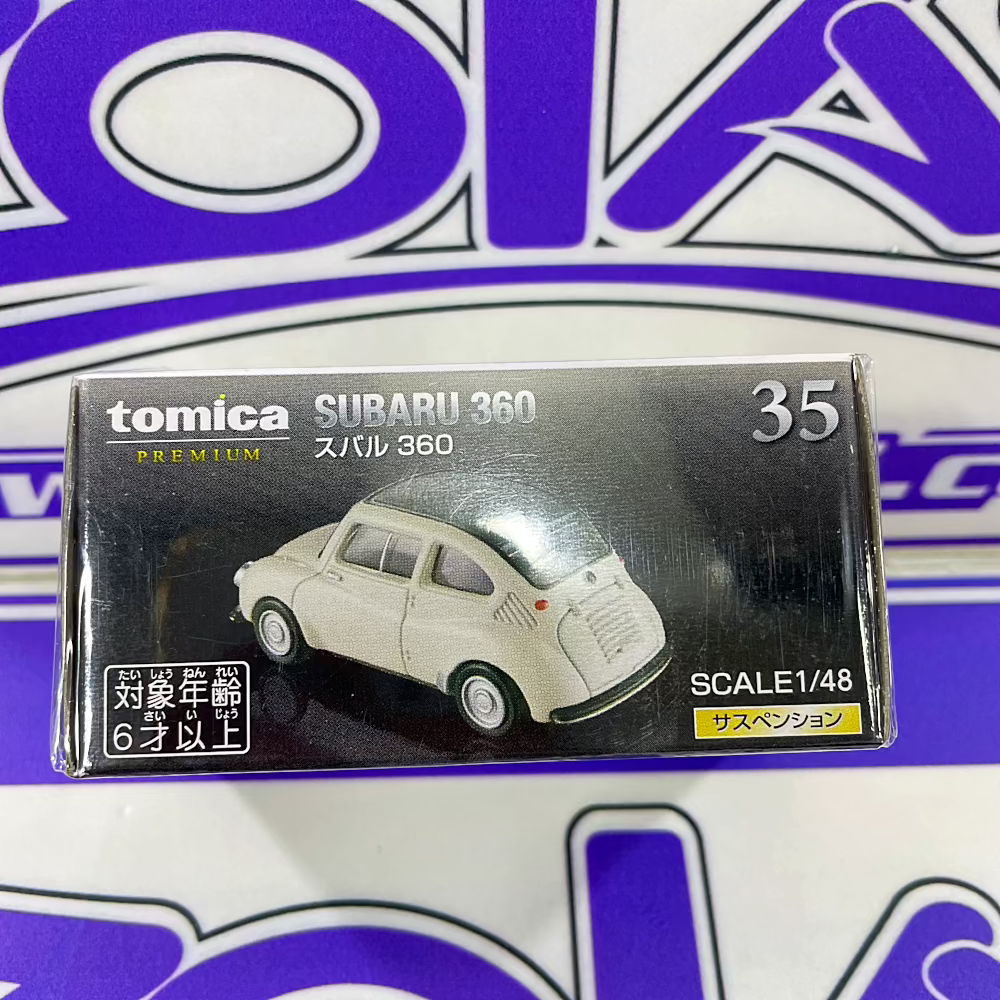 tomica
PREMIUM
SUBARU 360
スバル 360
35
たいしょうねんれい
対象年齢
さい い じょう
6才以上
SCALE1/48
サスペンション